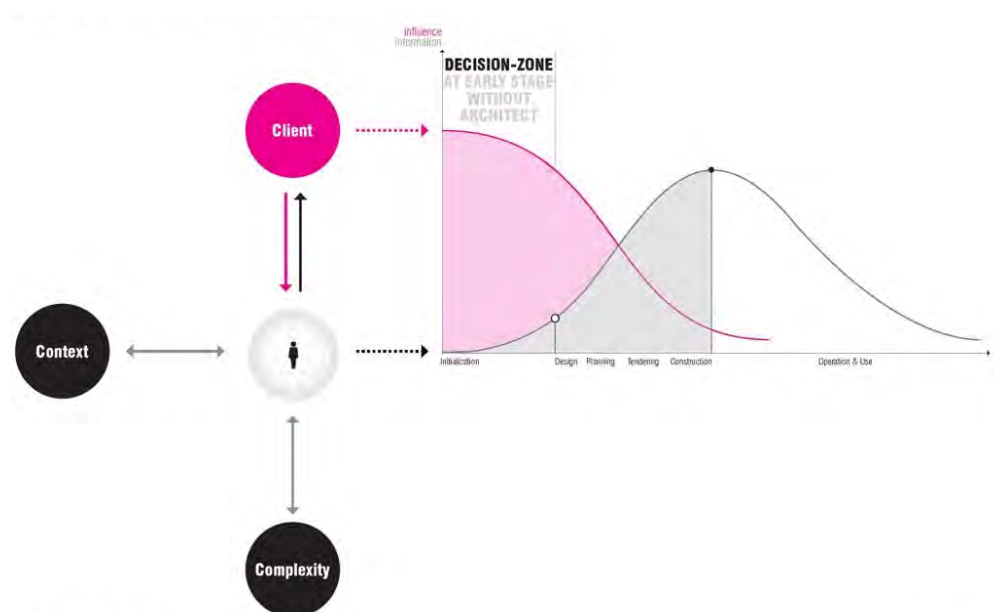 influence
information
DECISION-ZONE
AT EARLY STAGE
WITHOUT
ARCHITECT
Client
Context
Complexity
Initialization
Design
Planning
Tendering
Construction
Operation & Use